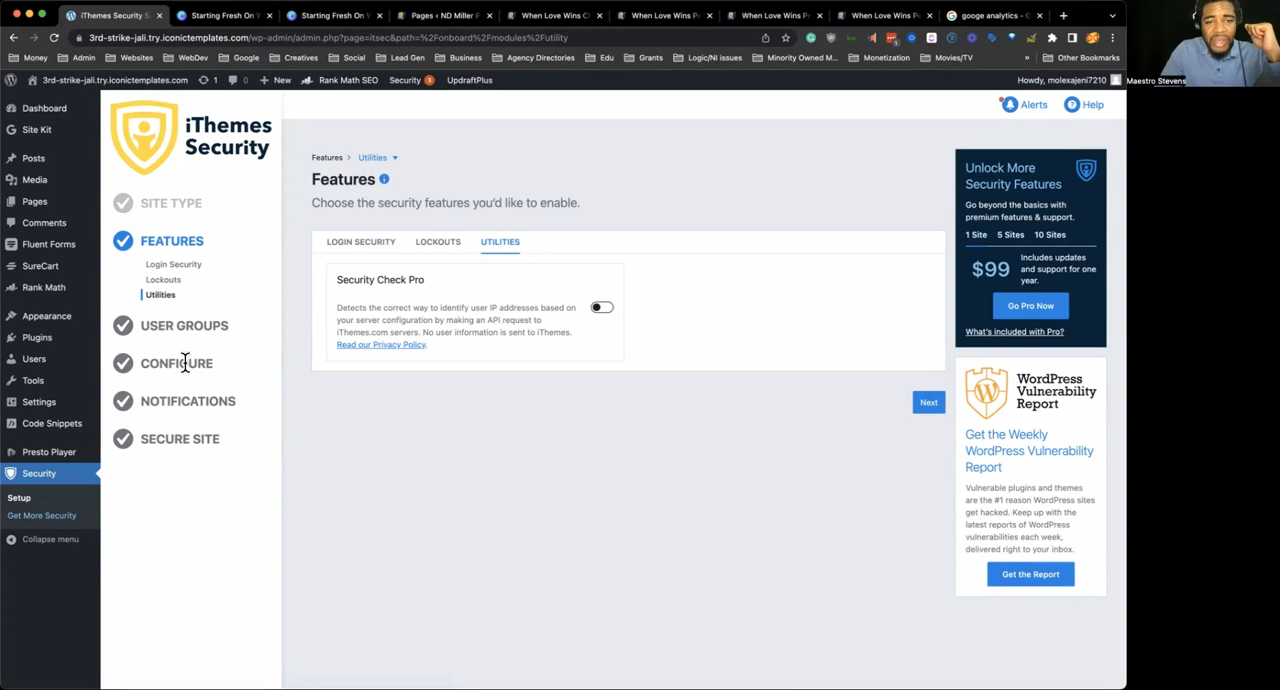 iThemes Security S
Starting Fresh On
Starting Fresh On
Pages ‹ ND Miller P
When Love Wins C
When Love Wins P
When Love Wins P
When Love Wins P
googe analytics - G
3rd-strike-jali.try.iconictemplates.com/wp-admin/admin.php?page=itsec&path=%2Fonboard%2Fmodules%2Futility
Money
Admin
Websites
WebDev
Google
Creatives
Social
Lead Gen
Business
Agency Directories
Edu
Grants
Logic/NI issues
Minority Owned M...
Monetization
Movies/TV
»
Other Bookmarks
3rd-strike-jali.try.iconictemplates.com
1
0
New
Rank Math SEO
Security 3
UpdraftPlus
Howdy, molexajeni7210
Maestro Stevens
Dashboard
Site Kit
Posts
Media
Pages
Comments
Fluent Forms
SureCart
Rank Math
Appearance
Plugins
Users
Tools
Settings
Code Snippets
Presto Player
Security
Setup
Get More Security
Collapse menu
iThemes
Security
SITE TYPE
FEATURES
Login Security
Lockouts
Utilities
USER GROUPS
CONFIGURE
NOTIFICATIONS
SECURE SITE
Alerts
Help
Features > Utilities
Features
Choose the security features you'd like to enable.
LOGIN SECURITY
LOCKOUTS
UTILITIES
Security Check Pro
Detects the correct way to identify user IP addresses based on
your server configuration by making an API request to
iThemes.com servers. No user information is sent to iThemes.
Read our Privacy Policy.
Next
Unlock More
Security Features
Go beyond the basics with
premium features & support.
1 Site 5 Sites 10 Sites
$99
Includes updates
and support for one
year.
Go Pro Now
What's included with Pro?
WordPress
Vulnerability
Report
Get the Weekly
WordPress Vulnerability
Report
Vulnerable plugins and themes
are the #1 reason WordPress sites
get hacked. Keep up with the
latest reports of WordPress
vulnerabilities each week,
delivered right to your inbox.
Get the Report